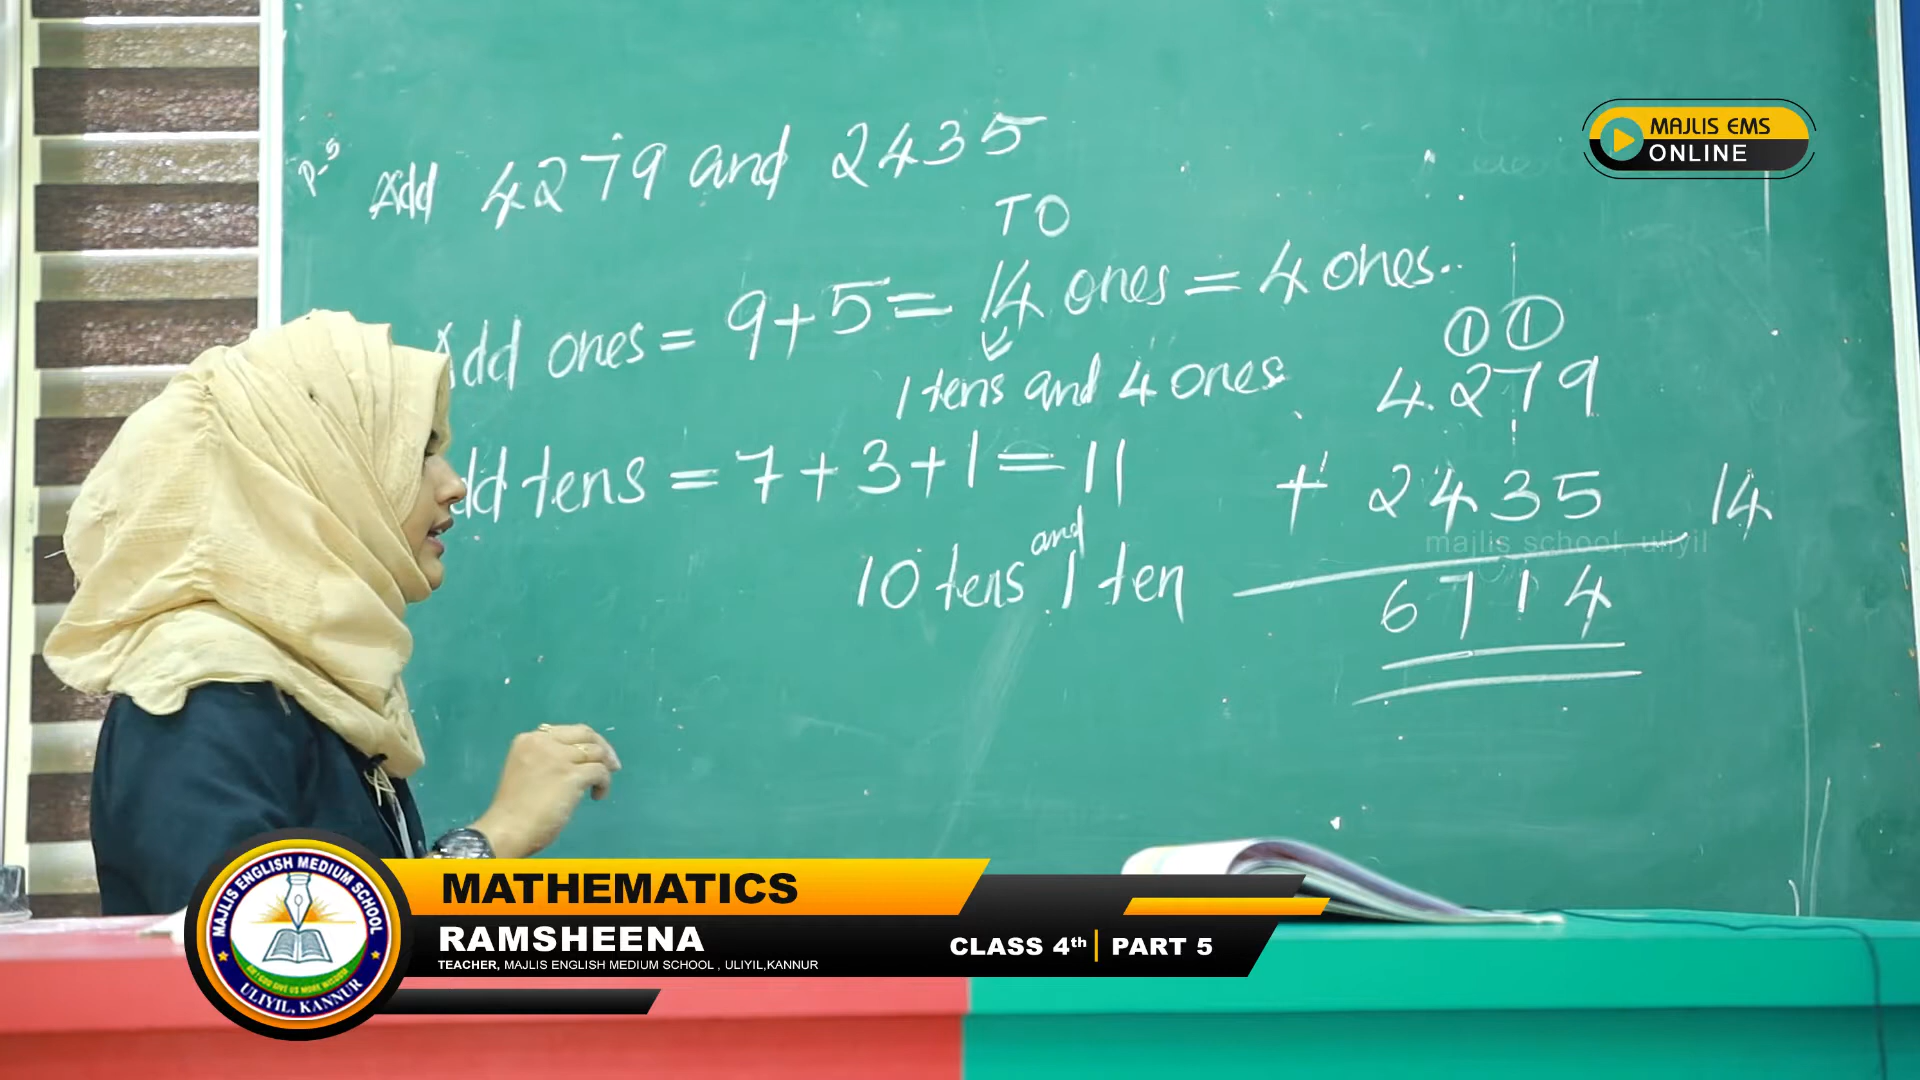 P-5
Add 4279 and 2435
T O
Add ones = 9+5= 14 ones = 4 ones..
1 tens and 4 ones
dd tens = 7+3+1= 11
10 tens and 1 ten
1 1
4279
+ 2435
14
6714
majlis school, uliyil
MAJLIS EMS
ONLINE
MATHEMATICS
RAMSHEENA
TEACHER, MAJLIS ENGLISH MEDIUM SCHOOL , ULIYIL,KANNUR
CLASS 4th | PART 5
MAJLIS ENGLISH MEDIUM SCHOOL
ULIYIL, KANNUR